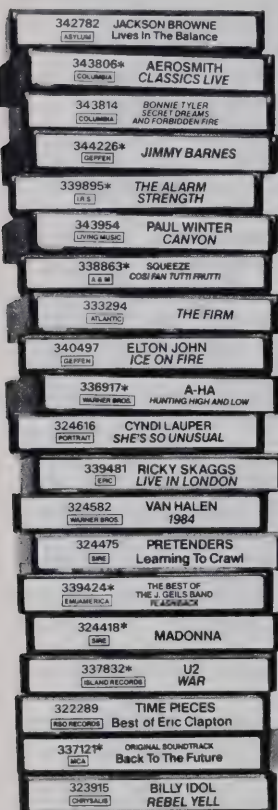 342782 JACKSON BROWNE
ASYLUM Lives In The Balance
343806* AEROSMITH
COLUMBIA CLASSICS LIVE
343814 BONNIE TYLER
COLUMBIA SECRET DREAMS
AND FORBIDDEN FIRE
344226*
GEFFEN JIMMY BARNES
339895* THE ALARM
I.R.S. STRENGTH
343954 PAUL WINTER
LIVING MUSIC CANYON
338863* SQUEEZE
A & M COSI FAN TUTTI FRUTTI
333294
ATLANTIC THE FIRM
340497 ELTON JOHN
GEFFEN ICE ON FIRE
336917* A-HA
WARNER BROS. HUNTING HIGH AND LOW
324616 CYNDI LAUPER
PORTRAIT SHE'S SO UNUSUAL
339481 RICKY SKAGGS
EPIC LIVE IN LONDON
324582 VAN HALEN
WARNER BROS. 1984
324475 PRETENDERS
SIRE Learning To Crawl
339424* THE BEST OF
THE J. GEILS BAND
EMI/AMERICA FLASHBACK
324418*
SIRE MADONNA
337832* U2
ISLAND RECORDS WAR
322289 TIME PIECES
RSO RECORDS Best of Eric Clapton
337121* ORIGINAL SOUNDTRACK
MCA Back To The Future
323915 BILLY IDOL
CHRYSALIS REBEL YELL